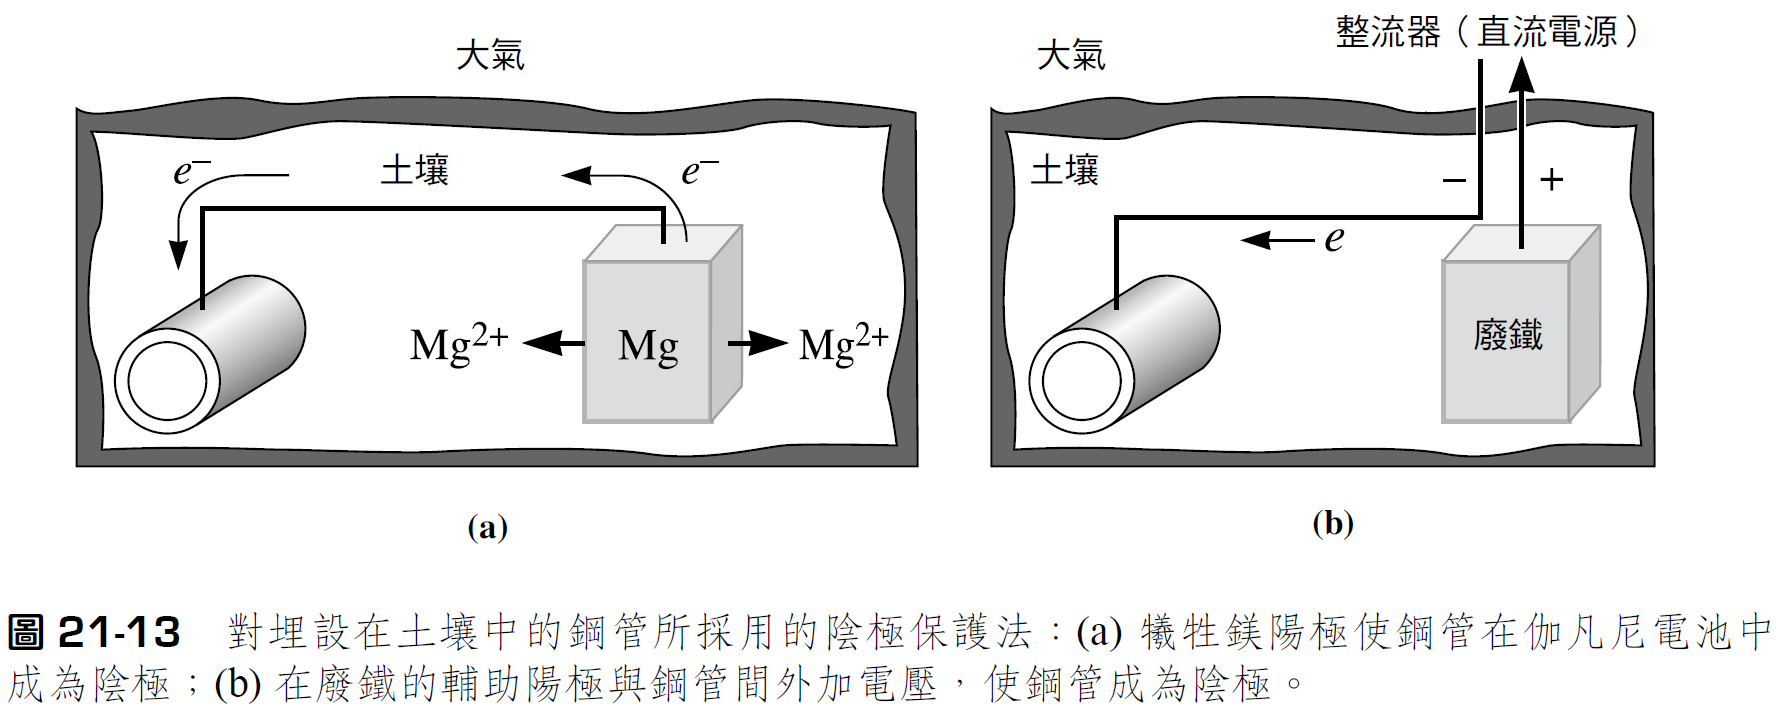 大氣
土壤
e−
e−
Mg2+
Mg
Mg2+
(a)
整流器（直流電源）
大氣
土壤
−
+
e
廢鐵
(b)
圖 21-13 對埋設在土壤中的鋼管所採用的陰極保護法：(a) 犧牲鎂陽極使鋼管在伽凡尼電池中
成為陰極；(b) 在廢鐵的輔助陽極與鋼管間外加電壓，使鋼管成為陰極。